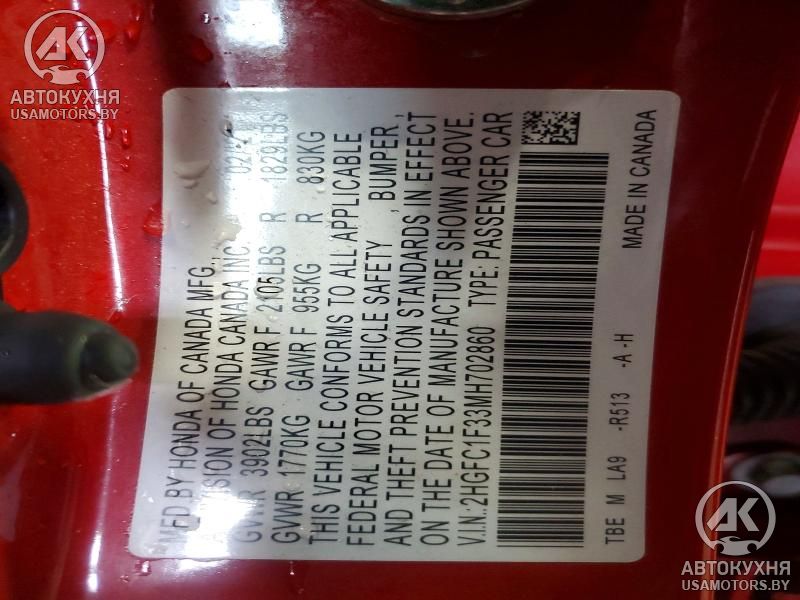 AK
АВТОКУХНЯ
USAMOTORS.BY
MFD BY HONDA OF CANADA MFG.,
A DIVISION OF HONDA CANADA INC.
GVWR 3902LBS GAWR F 2105LBS R 1829LBS
GVWR 1770KG GAWR F 955KG R 830KG
THIS VEHICLE CONFORMS TO ALL APPLICABLE
FEDERAL MOTOR VEHICLE SAFETY , BUMPER ,
AND THEFT PREVENTION STANDARDS IN EFFECT
ON THE DATE OF MANUFACTURE SHOWN ABOVE.
V.I.N.:2HGFC1F33MH702860 TYPE: PASSENGER CAR
TBE M LA9 -R513 -A -H MADE IN CANADA
AK
АВТОКУХНЯ
USAMOTORS.BY